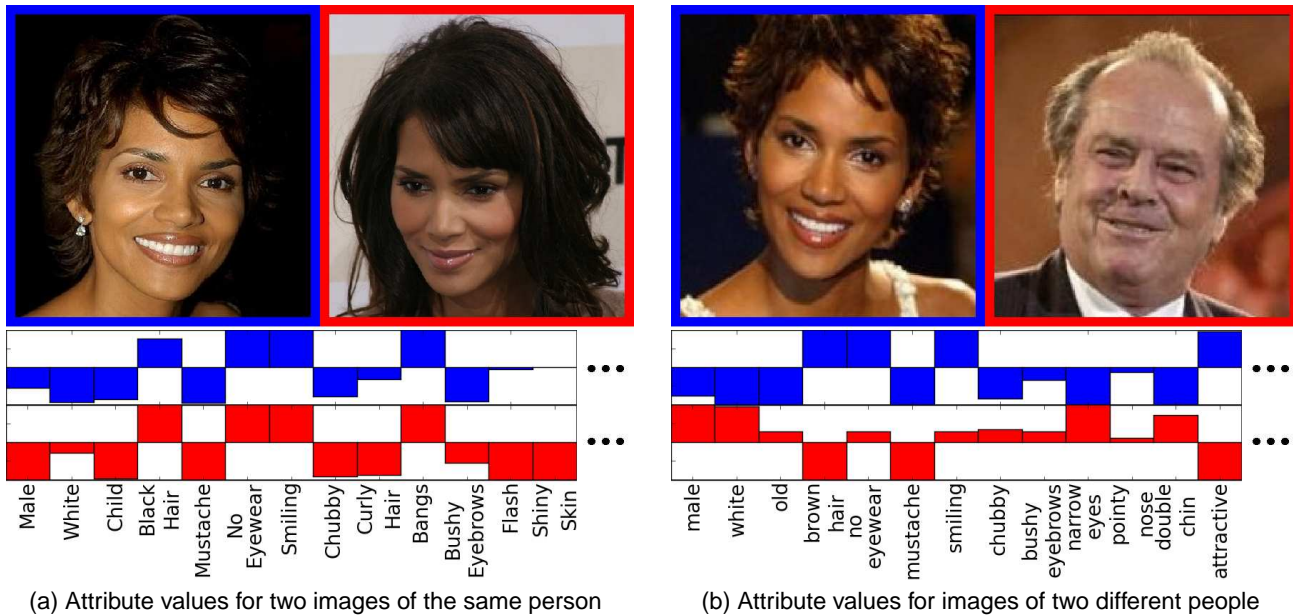 Male
White
Child
Black
Hair
Mustache
No
Eyewear
Smiling
Chubby
Curly
Hair
Bangs
Bushy
Eyebrows
Flash
Shiny
Skin
male
white
old
brown
hair
no
eyewear
mustache
smiling
chubby
bushy
eyebrows
narrow
eyes
pointy
nose
double
chin
attractive
(a) Attribute values for two images of the same person
(b) Attribute values for images of two different people